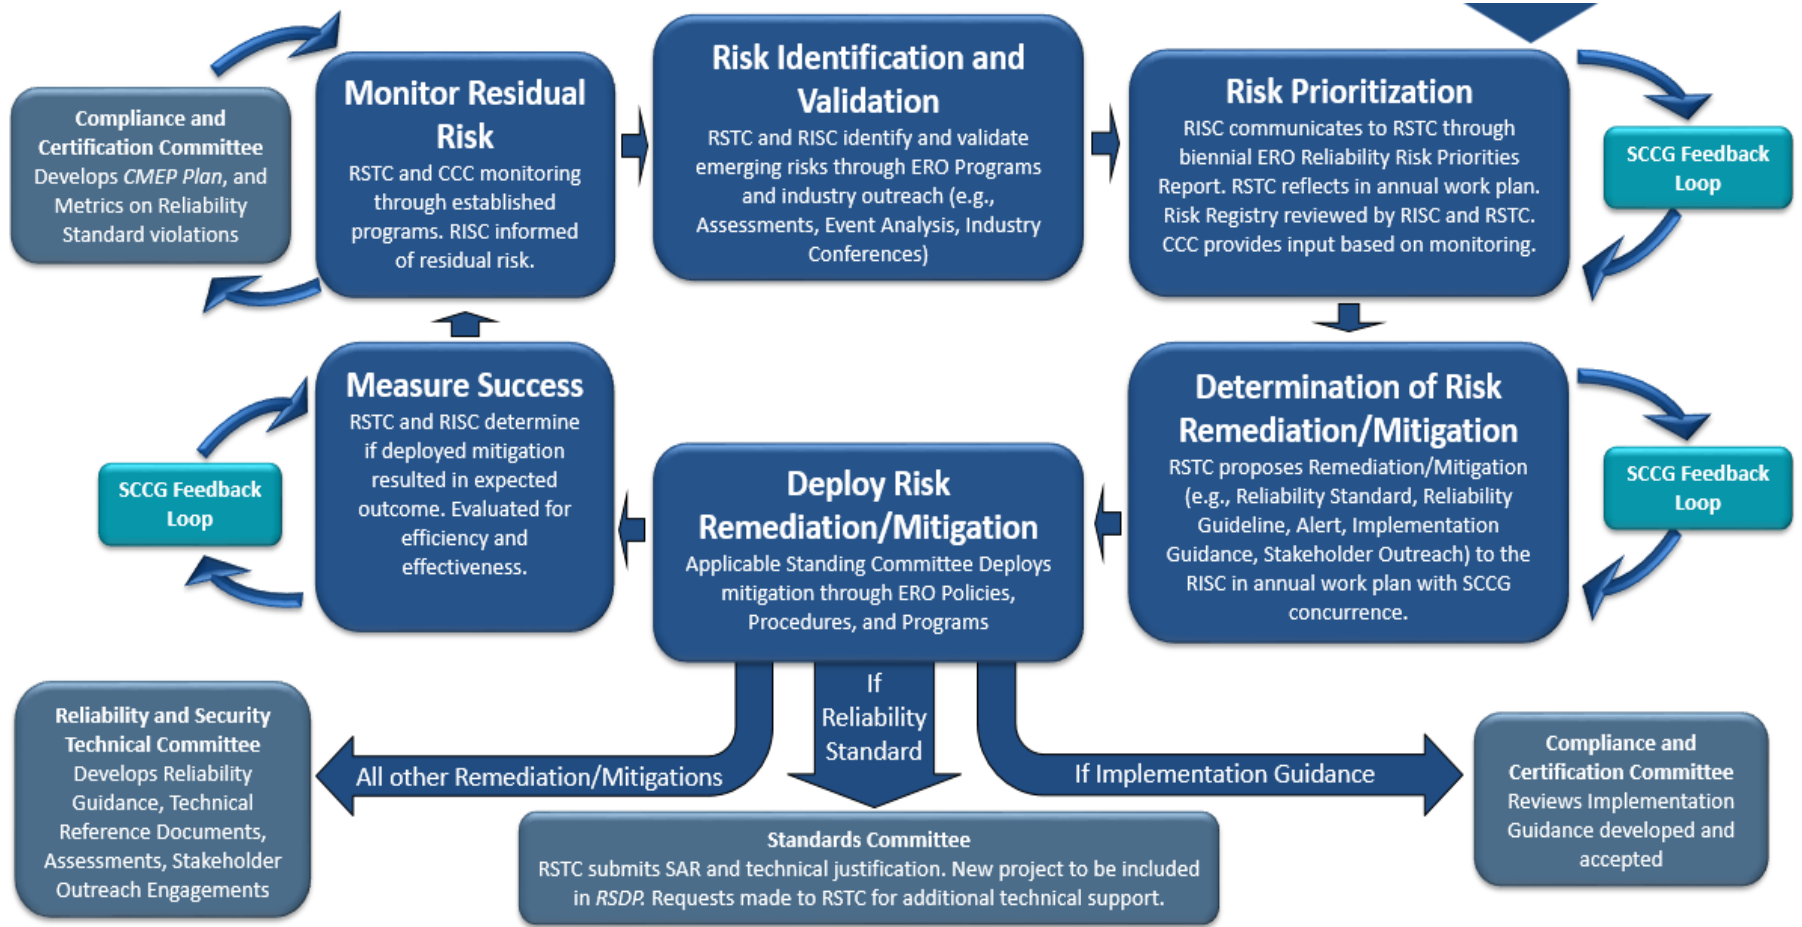 Compliance and
Certification Committee
Develops CMEP Plan, and
Metrics on Reliability
Standard violations
Monitor Residual
Risk
RSTC and CCC monitoring
through established
programs. RISC informed
of residual risk.
Risk Identification and
Validation
RSTC and RISC identify and validate
emerging risks through ERO Programs
and industry outreach (e.g.,
Assessments, Event Analysis, Industry
Conferences)
Risk Prioritization
RISC communicates to RSTC through
biennial ERO Reliability Risk Priorities
Report. RSTC reflects in annual work plan.
Risk Registry reviewed by RISC and RSTC.
CCC provides input based on monitoring.
SCCG Feedback
Loop
SCCG Feedback
Loop
Measure Success
RSTC and RISC determine
if deployed mitigation
resulted in expected
outcome. Evaluated for
efficiency and
effectiveness.
Deploy Risk
Remediation/Mitigation
Applicable Standing Committee Deploys
mitigation through ERO Policies,
Procedures, and Programs
Determination of Risk
Remediation/Mitigation
RSTC proposes Remediation/Mitigation
(e.g., Reliability Standard, Reliability
Guideline, Alert, Implementation
Guidance, Stakeholder Outreach) to the
RISC in annual work plan with SCCG
concurrence.
SCCG Feedback
Loop
Reliability and Security
Technical Committee
Develops Reliability
Guidance, Technical
Reference Documents,
Assessments, Stakeholder
Outreach Engagements
All other Remediation/Mitigations
If
Reliability
Standard
If Implementation Guidance
Standards Committee
RSTC submits SAR and technical justification. New project to be included
in RSDP. Requests made to RSTC for additional technical support.
Compliance and
Certification Committee
Reviews Implementation
Guidance developed and
accepted